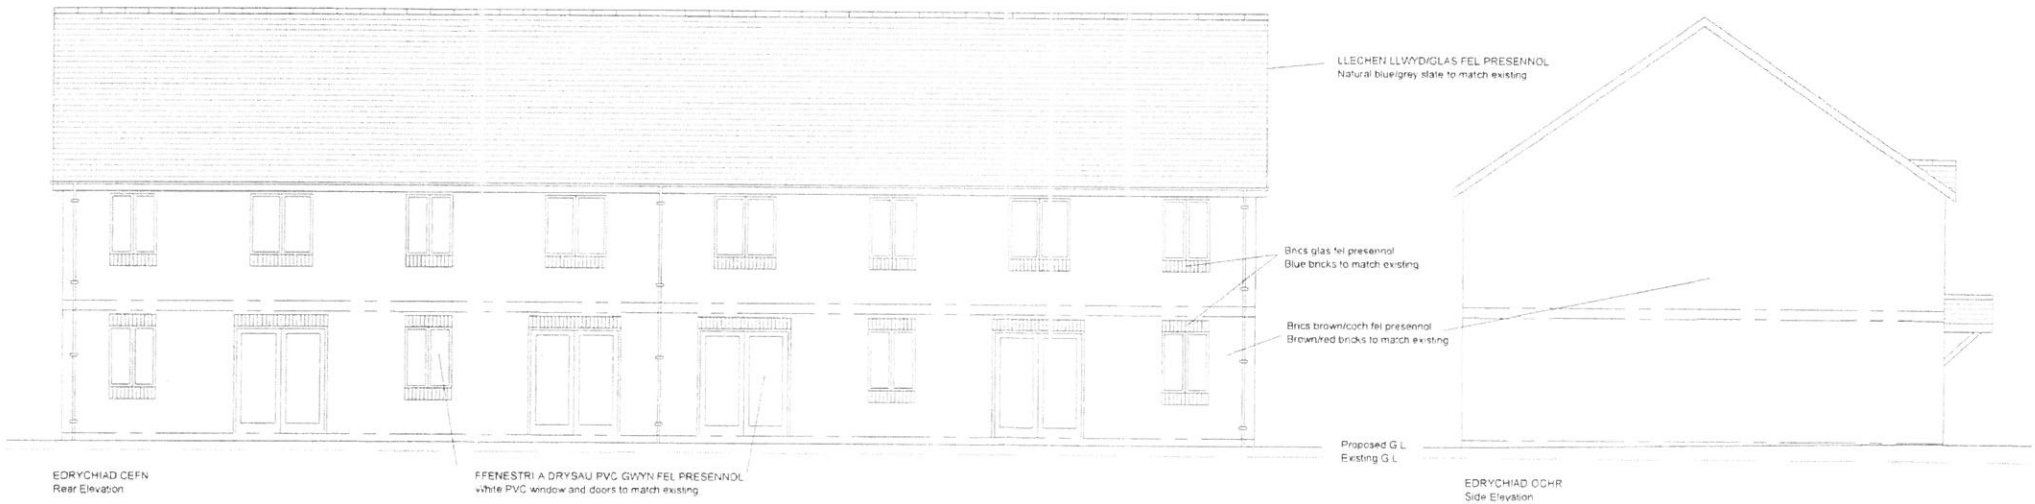 LLECHEN LLWYD/GLAS FEL PRESENNOL
Natural blue/grey slate to match existing
Brics glas fel presennol
Blue bricks to match existing
Brics brown/coch fel presennol
Brown/red bricks to match existing
Proposed G L
Existing G L
EDRYCHIAD CEFN
Rear Elevation
FFENESTRI A DRYSAU PVC GWYN FEL PRESENNOL
White PVC window and doors to match existing
EDRYCHIAD OCHR
Side Elevation